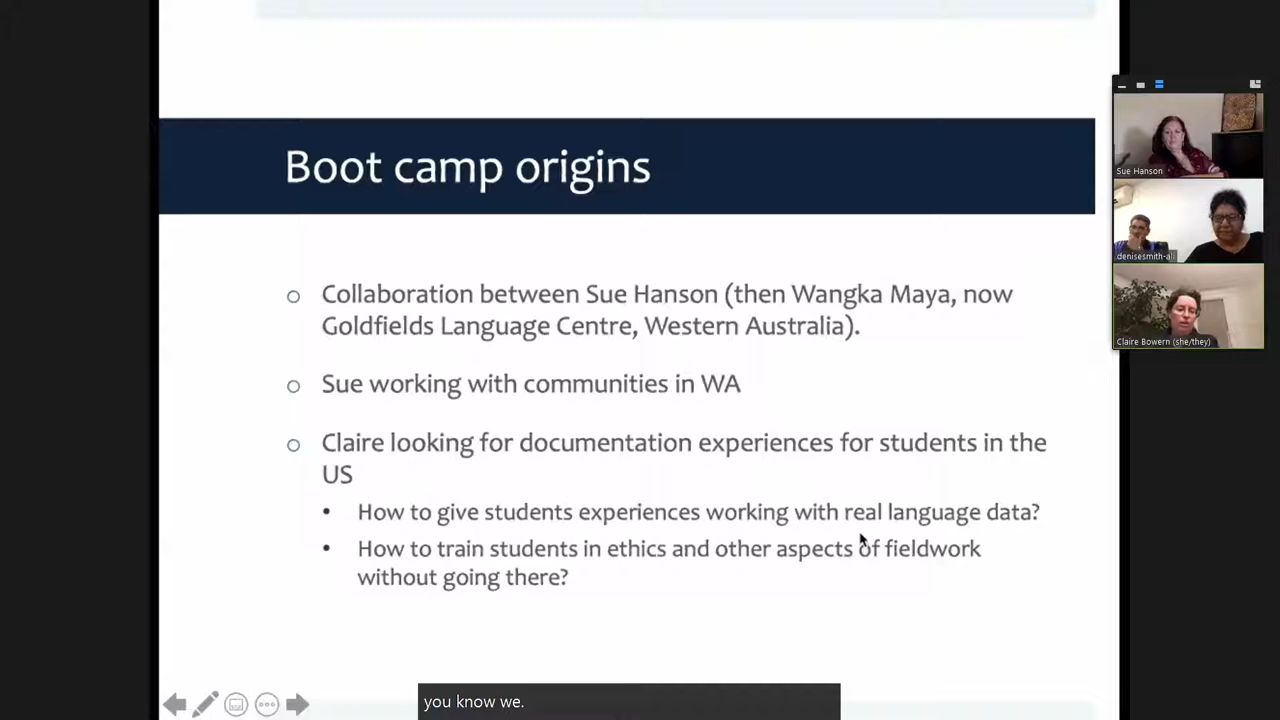 Boot camp origins
Collaboration between Sue Hanson (then Wangka Maya, now
Goldfields Language Centre, Western Australia).
Sue working with communities in WA
Claire looking for documentation experiences for students in the
US
How to give students experiences working with real language data?
How to train students in ethics and other aspects of fieldwork
without going there?
Sue Hanson
denisesmith-ali
Claire Bowern (she/they)
you know we.